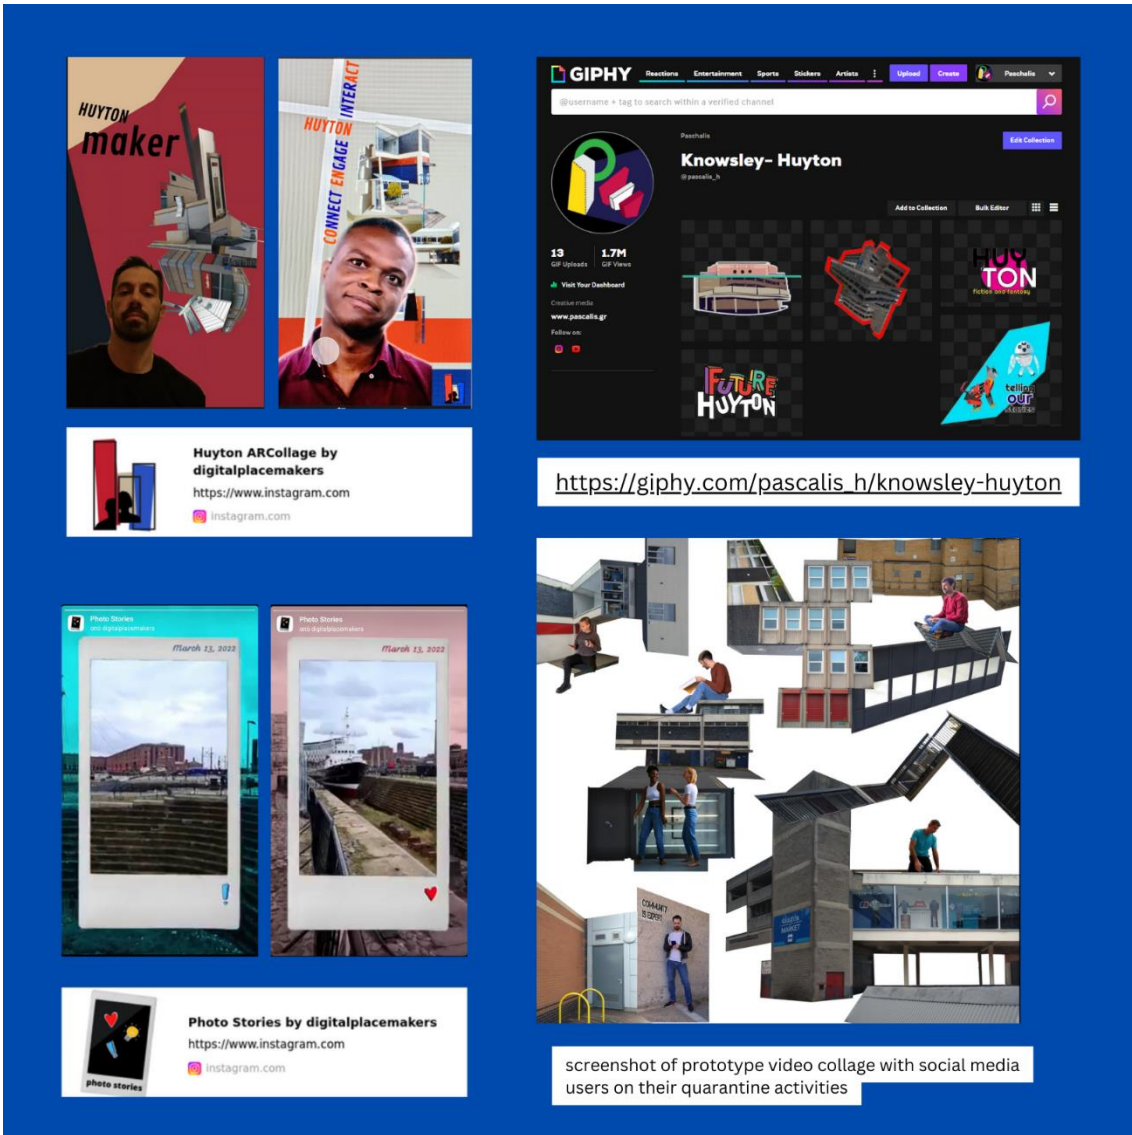 HUYTON
maker
CONNECT ENGAGE INTERACT
HUYTON
Huyton ARCollage by
digitalplacemakers
https://www.instagram.com
instagram.com
GIPHY
Reactions Entertainment Sports Stickers Artists Upload Create Paschalis
@username + tag to search within a verified channel
Paschalis
Knowsley- Huyton
@pascalis_h
Edit Collection
Add to Collection Bulk Editor
13 1.7M
GIF Uploads GIF Views
Visit Your Dashboard
Creative media
www.pascalis.gr
Follow on:
HUY
TON
fiction and fantasy
FUTURE
HUYTON
telling
our
stories
https://giphy.com/pascalis_h/knowsley-huyton
Photo Stories
March 13, 2022
Photo Stories
March 13, 2022
Photo Stories by digitalplacemakers
https://www.instagram.com
instagram.com
photo stories
COMMUNITY
IS EXPERT
MARKET
screenshot of prototype video collage with social media
users on their quarantine activities